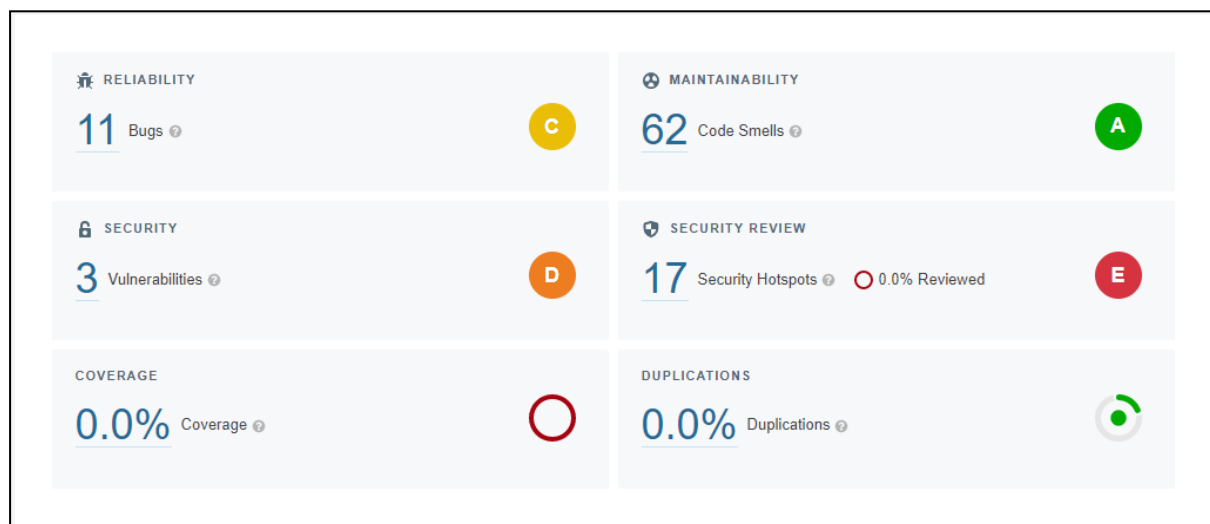 RELIABILITY
11 Bugs
C
MAINTAINABILITY
62 Code Smells
A
SECURITY
3 Vulnerabilities
D
SECURITY REVIEW
17 Security Hotspots 0.0% Reviewed
E
COVERAGE
0.0% Coverage
DUPLICATIONS
0.0% Duplications